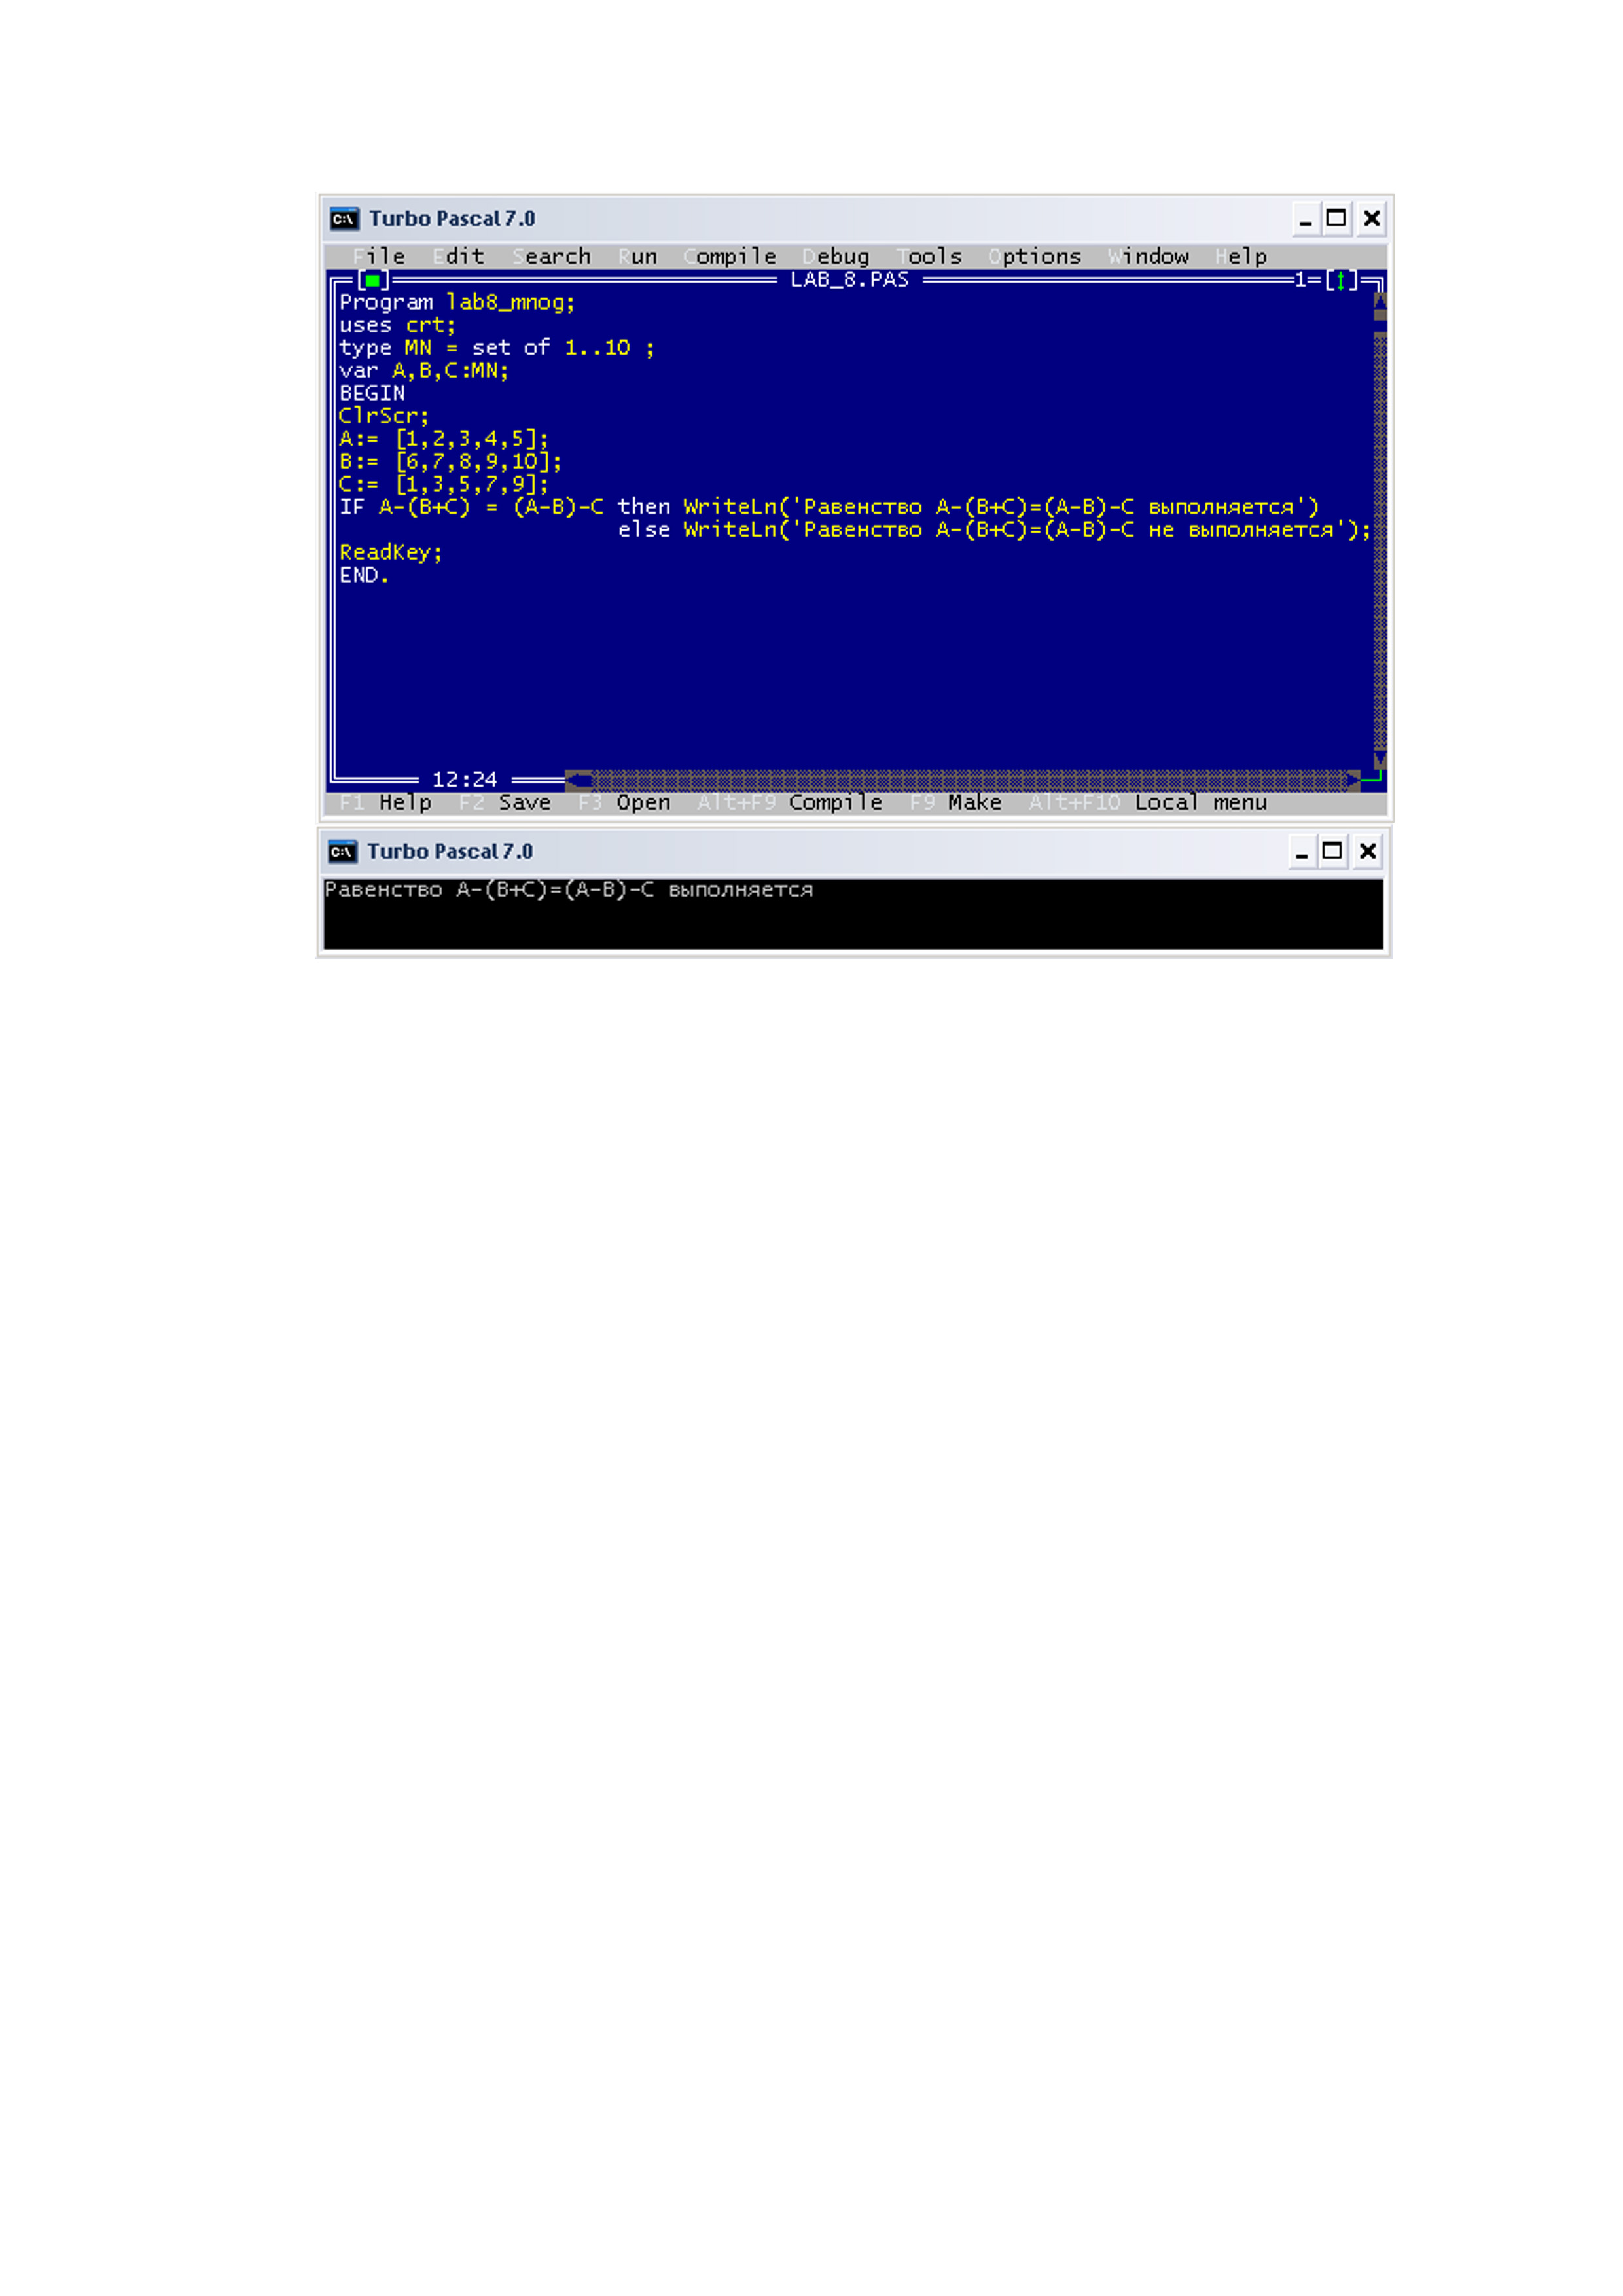 Turbo Pascal 7.0
File Edit Search Run Compile Debug Tools Options Window Help
LAB_8.PAS 1=[↕]
Program lab8_mnog;
uses crt;
type MN = set of 1..10 ;
var A,B,C:MN;
BEGIN
ClrScr;
A:= [1,2,3,4,5];
B:= [6,7,8,9,10];
C:= [1,3,5,7,9];
IF A-(B+C) = (A-B)-C then WriteLn('Равенство A-(B+C)=(A-B)-C выполняется')
else WriteLn('Равенство A-(B+C)=(A-B)-C не выполняется');
ReadKey;
END.
12:24
F1 Help F2 Save F3 Open Alt+F9 Compile F9 Make Alt+F10 Local menu
Turbo Pascal 7.0
Равенство A-(B+C)=(A-B)-C выполняется